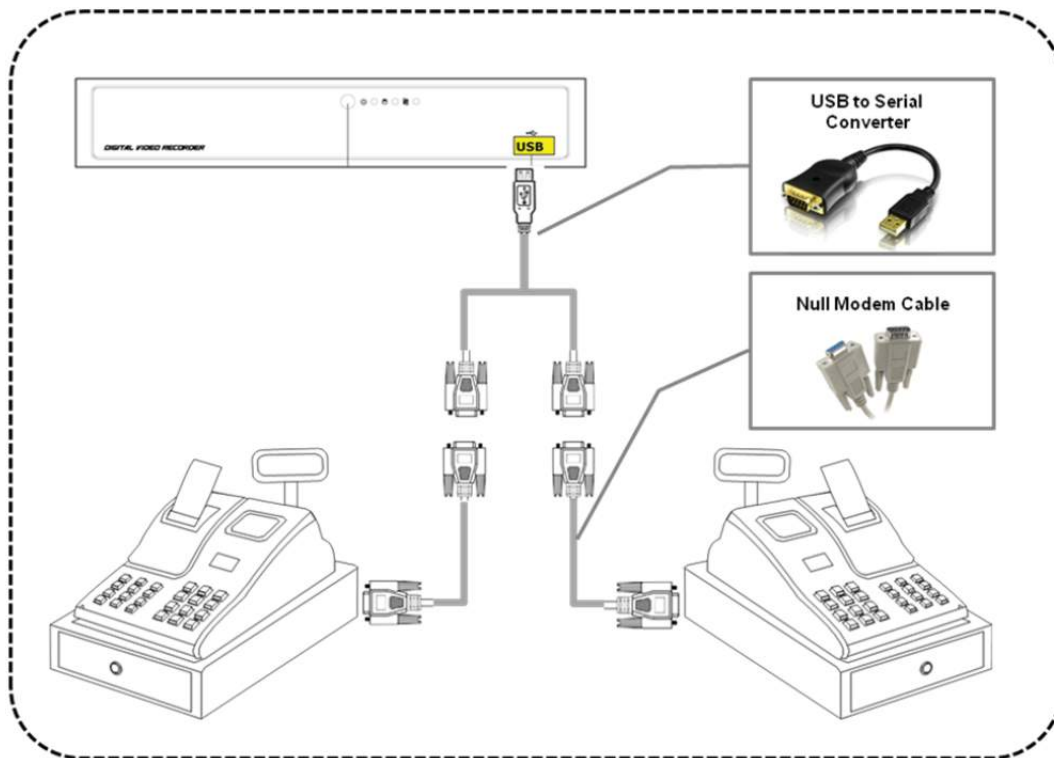 DIGITAL VIDEO RECORDER
USB
USB to Serial
Converter
Null Modem Cable